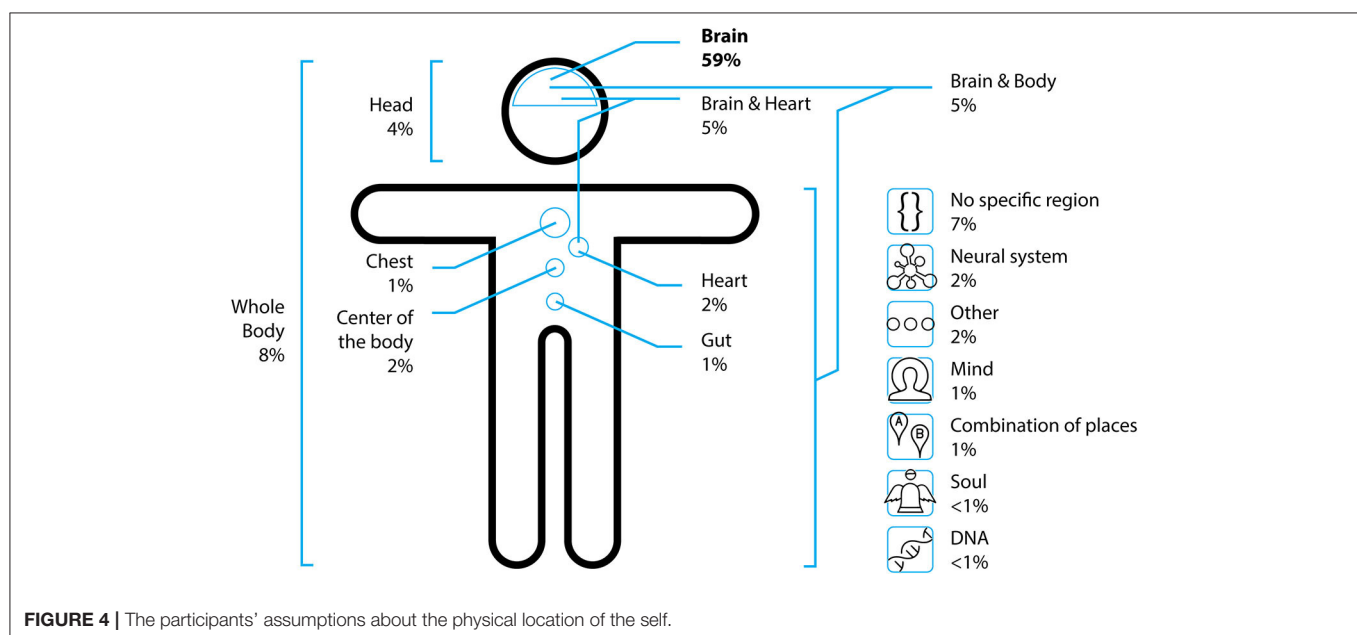 Brain
59%
Head
4%
Brain & Heart
5%
Brain & Body
5%
Whole
Body
8%
Chest
1%
Center of
the body
2%
Heart
2%
Gut
1%
{}
No specific region
7%
Neural system
2%
Other
2%
Mind
1%
A
B
Combination of places
1%
Soul
<1%
DNA
<1%
FIGURE 4 | The participants’ assumptions about the physical location of the self.